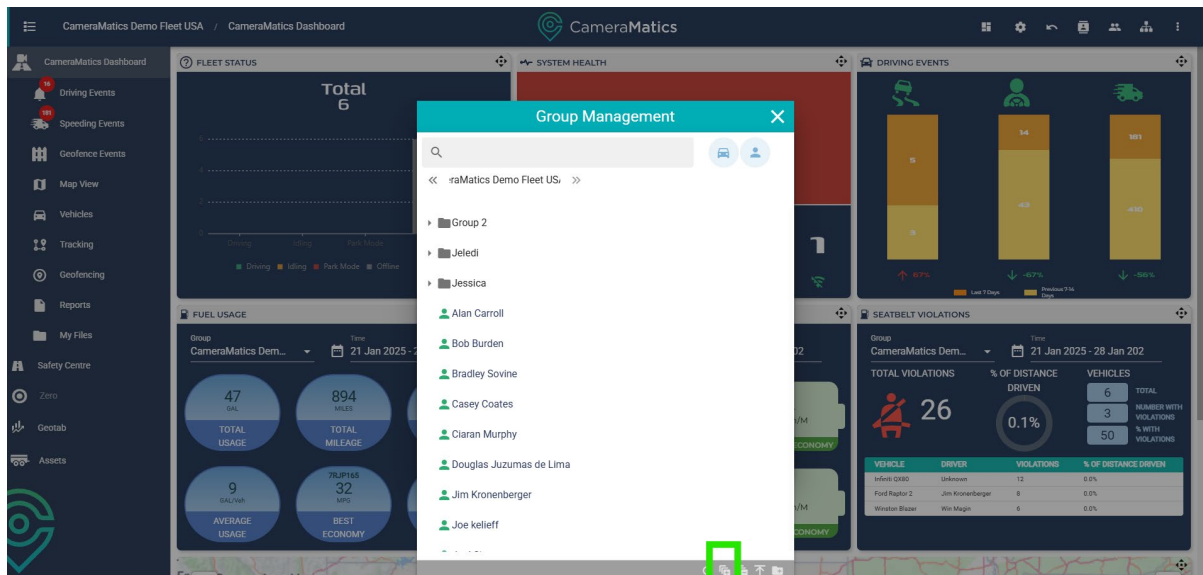 CameraMatics Demo Fleet USA / CameraMatics Dashboard
CameraMatics
CameraMatics Dashboard
16
Driving Events
181
Speeding Events
Geofence Events
Map View
Vehicles
Tracking
Geofencing
Reports
My Files
Safety Centre
Zero
Geotab
Assets
FLEET STATUS
Total
6
Driving Idling Park Mode
Driving Idling Park Mode Offline
SYSTEM HEALTH
1
DRIVING EVENTS
5
9
14
43
181
410
67%
-67%
-56%
Last 7 Days
Previous 7-14
Days
Group Management
eraMatics Demo Fleet US
Group 2
Jeledi
Jessica
Alan Carroll
Bob Burden
Bradley Sovine
Casey Coates
Ciaran Murphy
Douglas Juzumas de Lima
Jim Kronenberger
Joe kelieff
FUEL USAGE
Group
CameraMatics Dem...
Time
21 Jan 2025 - 2
47
GAL
TOTAL
USAGE
894
MILES
TOTAL
MILEAGE
9
GAL/Veh
AVERAGE
USAGE
7RJP165
32
MPG
BEST
ECONOMY
02
/M
ECONOMY
/M
ECONOMY
SEATBELT VIOLATIONS
Group
CameraMatics Dem...
Time
21 Jan 2025 - 28 Jan 202
TOTAL VIOLATIONS
26
% OF DISTANCE
DRIVEN
0.1%
VEHICLES
6 TOTAL
3 NUMBER WITH
VIOLATIONS
50 % WITH
VIOLATIONS
VEHICLE DRIVER VIOLATIONS % OF DISTANCE DRIVEN
Infiniti QX80 Unknown 12 0.0%
Ford Raptor 2 Jim Kronenberger 8 0.0%
Winston Blazer Win Magin 6 0.0%